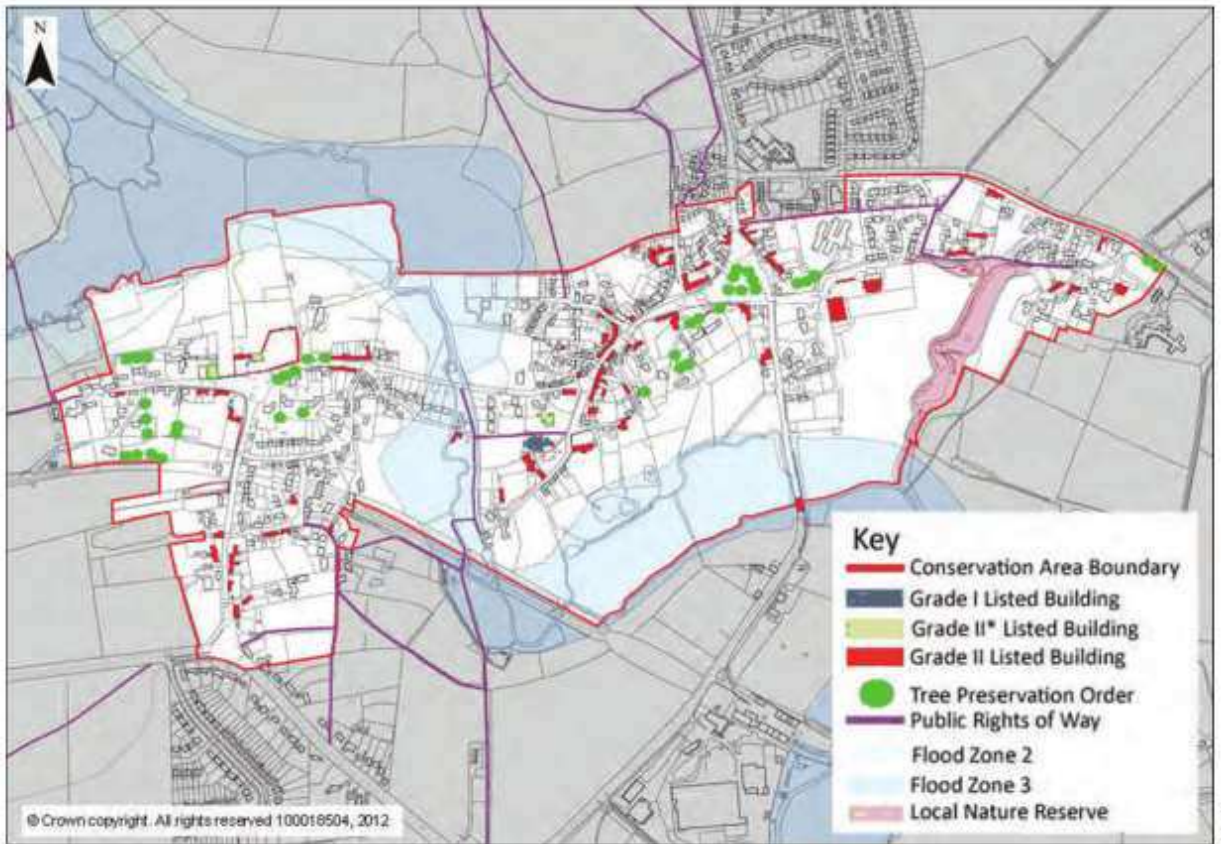 N
Key
Conservation Area Boundary
Grade I Listed Building
Grade II* Listed Building
Grade II Listed Building
Tree Preservation Order
Public Rights of Way
Flood Zone 2
Flood Zone 3
Local Nature Reserve
© Crown copyright. All rights reserved 100018504, 2012